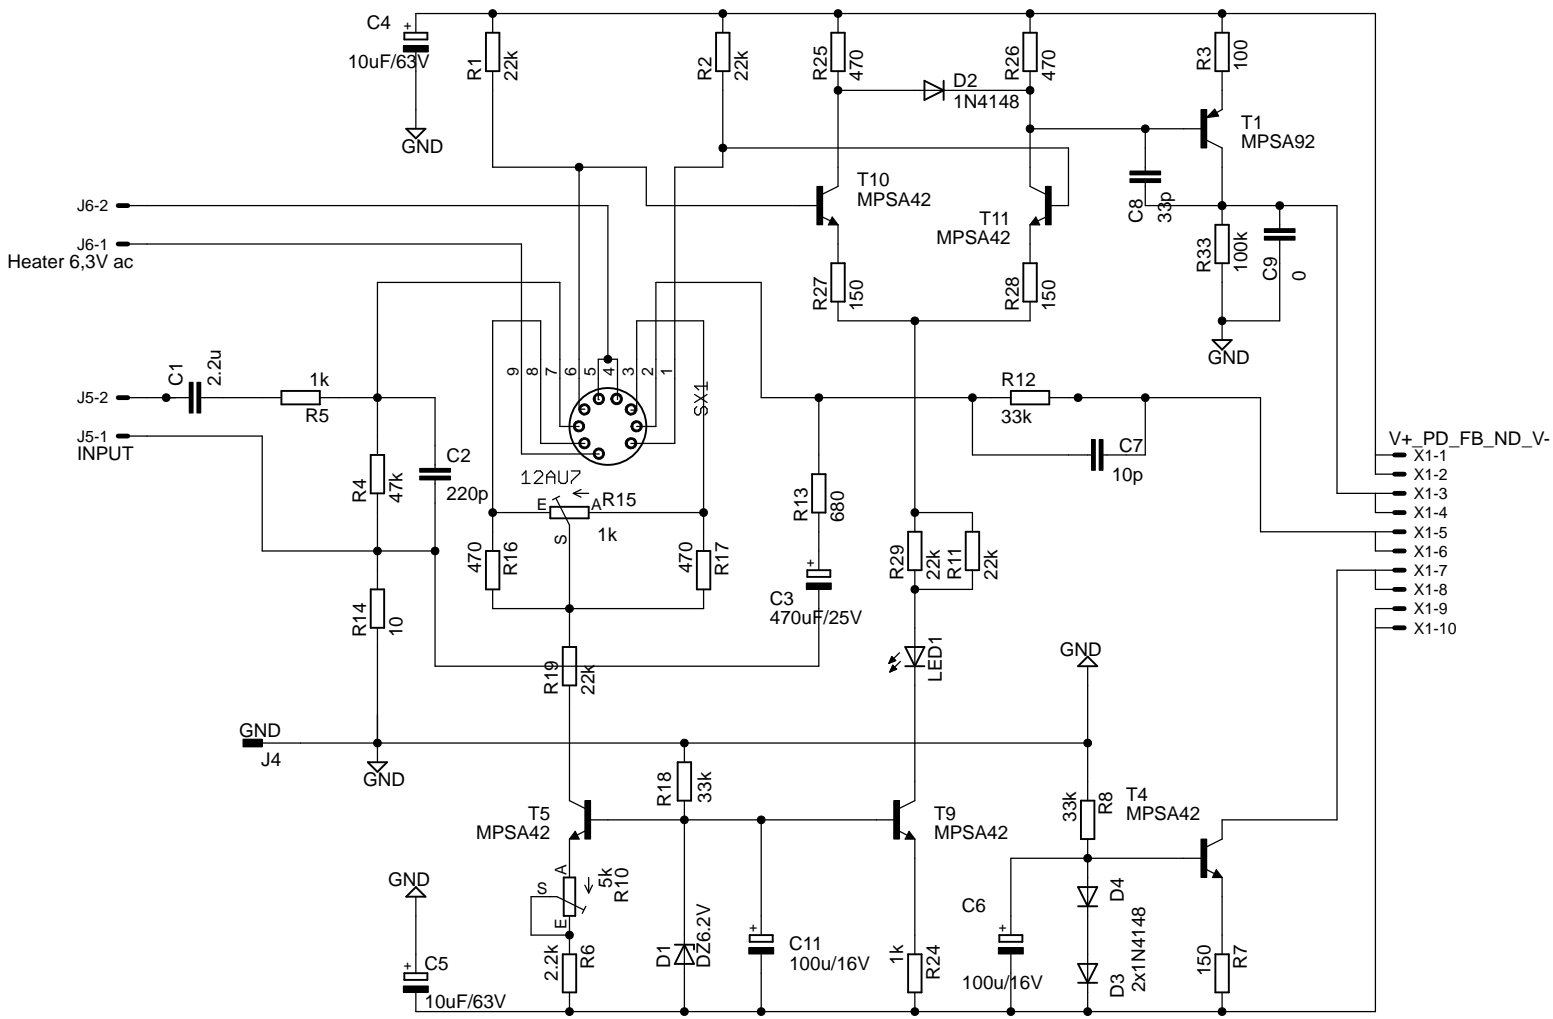 C4
+
10uF/63V
GND
R1
22k
R2
22k
R25
470
D2
1N4148
R26
470
R3
100
T1
MPSA92
T10
MPSA42
T11
MPSA42
C8
33p
R33
100k
C9
0
GND
J6-2
J6-1
Heater 6,3V ac
R27
150
R28
150
C1
2.2u
J5-2
1k
R5
J5-1
INPUT
9
8
7
6
5
4
3
2
1
SX1
12AU7
R12
33k
C7
10p
V+_PD_FB_ND_V-
X1-1
X1-2
X1-3
X1-4
X1-5
X1-6
X1-7
X1-8
X1-9
X1-10
R4
47k
C2
220p
E
A
S
R15
1k
470
R16
470
R17
R13
680
+
C3
470uF/25V
R29
22k
R11
22k
R14
10
R19
22k
LED1
GND
GND
J4
GND
R18
33k
T5
MPSA42
T9
MPSA42
33k
R8
T4
MPSA42
GND
A
S
E
5k
R10
2.2k
R6
+
C5
10uF/63V
D1
DZ6.2V
+
C11
100u/16V
1k
R24
C6
+
100u/16V
D4
D3
2x1N4148
150
R7